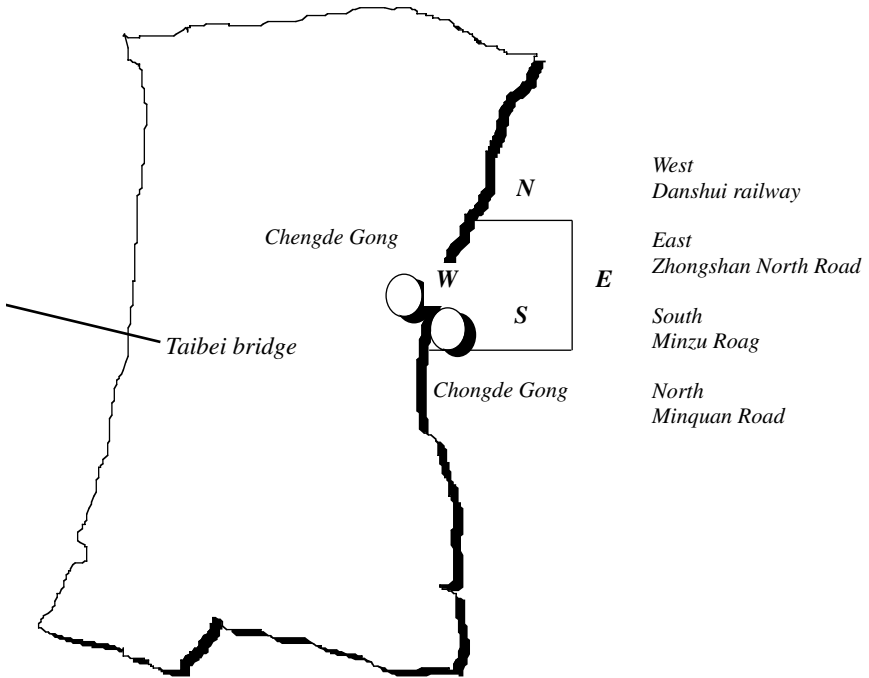 N
West
Danshui railway
Chengde Gong
East
Zhongshan North Road
W
E
S
South
Minzu Roag
Taibei bridge
Chongde Gong
North
Minquan Road